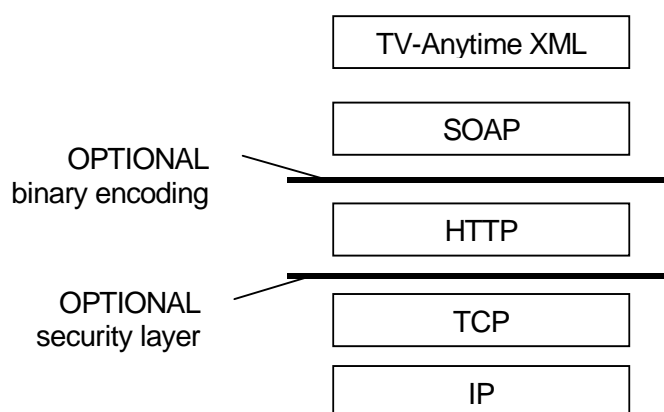 TV-Anytime XML
SOAP
OPTIONAL
binary encoding
HTTP
OPTIONAL
security layer
TCP
IP